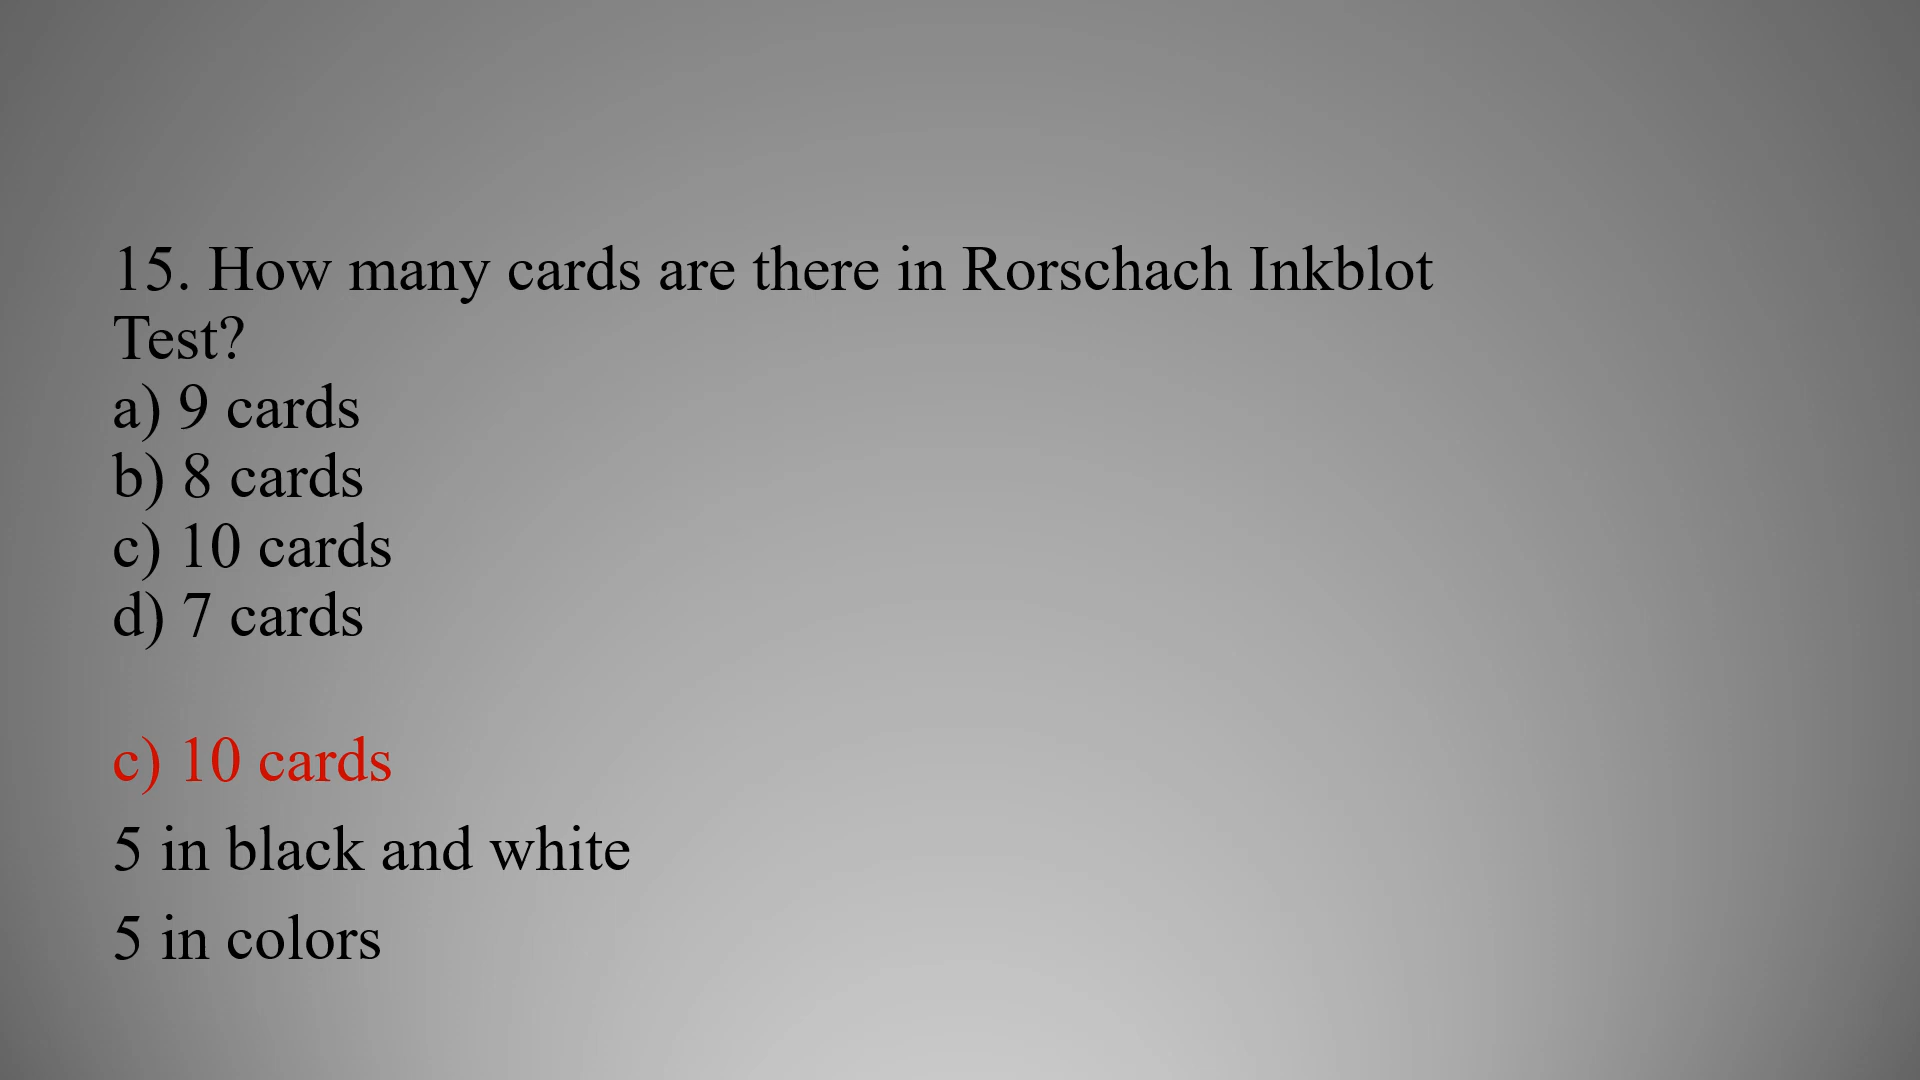 15. How many cards are there in Rorschach Inkblot
Test?
a) 9 cards
b) 8 cards
c) 10 cards
d) 7 cards
c) 10 cards
5 in black and white
5 in colors